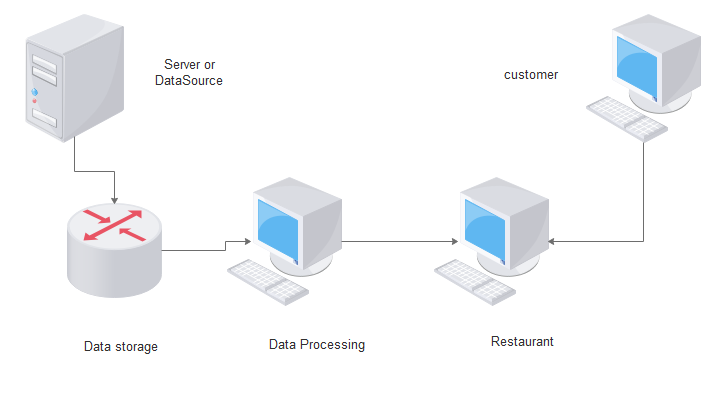 Server or
DataSource
customer
Data storage
Data Processing
Restaurant